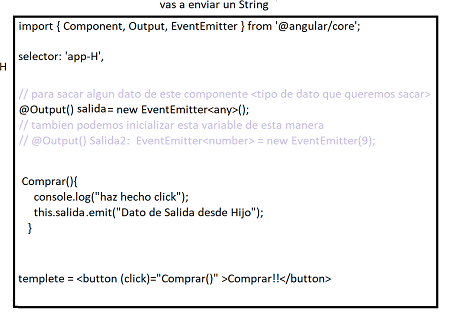 vas a enviar un String
import { Component, Output, EventEmitter } from '@angular/core';
selector: 'app-H',
H
// para sacar algun dato de este componente <tipo de dato que queremos sacar>
@Output() salida= new EventEmitter<any>();
// tambien podemos inicializar esta variable de esta manera
// @Output() Salida2:  EventEmitter<number> = new EventEmitter(9);
Comprar(){
console.log("haz hecho click");
this.salida.emit("Dato de Salida desde Hijo");
}
templete = <button (click)="Comprar()" >Comprar!!</button>